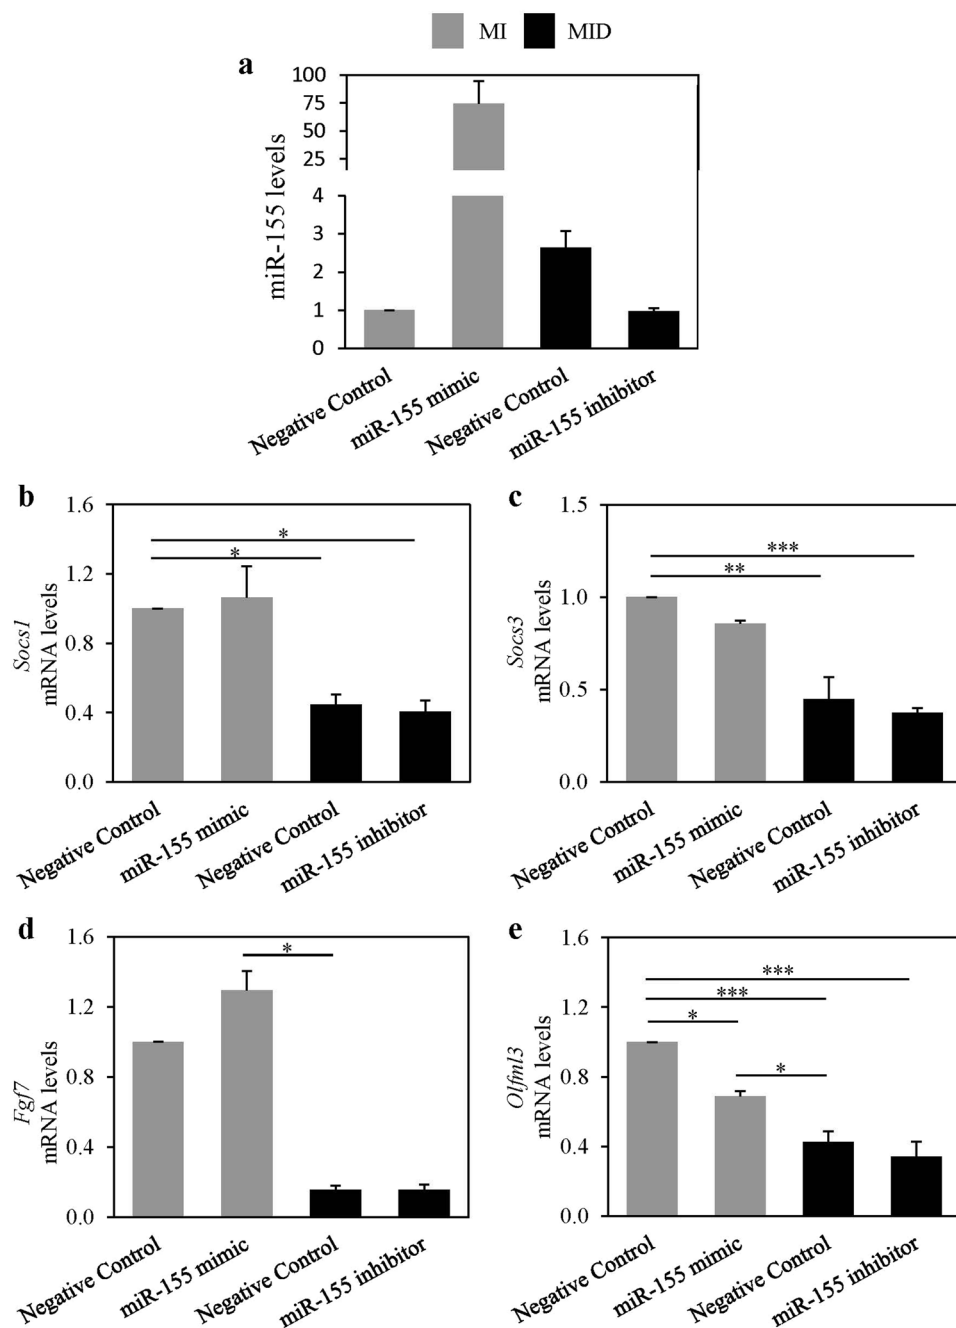 MI MID
a
miR-155 levels
100
75
50
25
4
3
2
1
0
Negative Control
miR-155 mimic
Negative Control
miR-155 inhibitor
b
Socs1
mRNA levels
1.6
1.2
0.8
0.4
0.0
*
*
Negative Control
miR-155 mimic
Negative Control
miR-155 inhibitor
c
Socs3
mRNA levels
1.5
1.0
0.5
0.0
***
**
Negative Control
miR-155 mimic
Negative Control
miR-155 inhibitor
d
Fgf7
mRNA levels
1.6
1.2
0.8
0.4
0.0
*
Negative Control
miR-155 mimic
Negative Control
miR-155 inhibitor
e
Olfml3
mRNA levels
1.6
1.2
0.8
0.4
0.0
***
***
*
*
Negative Control
miR-155 mimic
Negative Control
miR-155 inhibitor